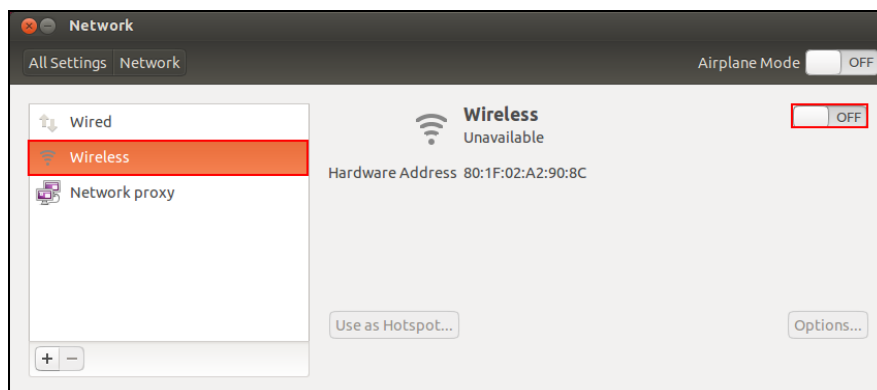 Network
All Settings Network
Airplane Mode OFF
Wired
Wireless
Network proxy
Wireless
OFF
Unavailable
Hardware Address 80:1F:02:A2:90:8C
Use as Hotspot...
Options...
+ −